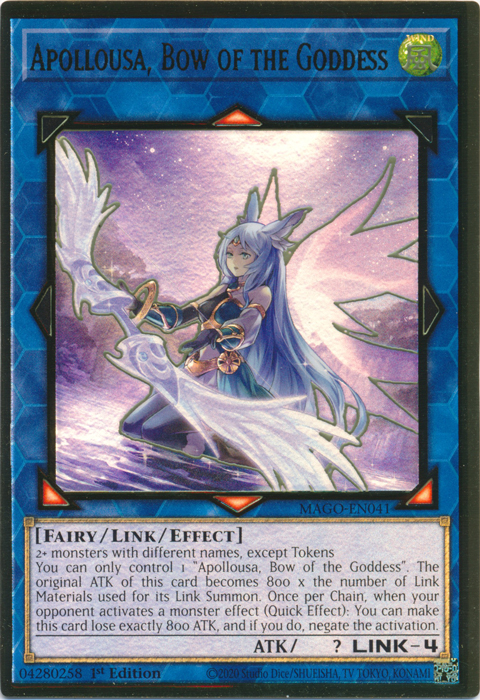 APOLLOUSA, BOW OF THE GODDESS
WIND
風
MAGO-EN041
[FAIRY/LINK/EFFECT]
2+ monsters with different names, except Tokens
You can only control 1 "Apollousa, Bow of the Goddess". The
original ATK of this card becomes 800 x the number of Link
Materials used for its Link Summon. Once per Chain, when your
opponent activates a monster effect (Quick Effect): You can make
this card lose exactly 800 ATK, and if you do, negate the activation.
ATK/ ? LINK-4
04280258 1st Edition ©2020 Studio Dice/SHUEISHA, TV TOKYO, KONAMI